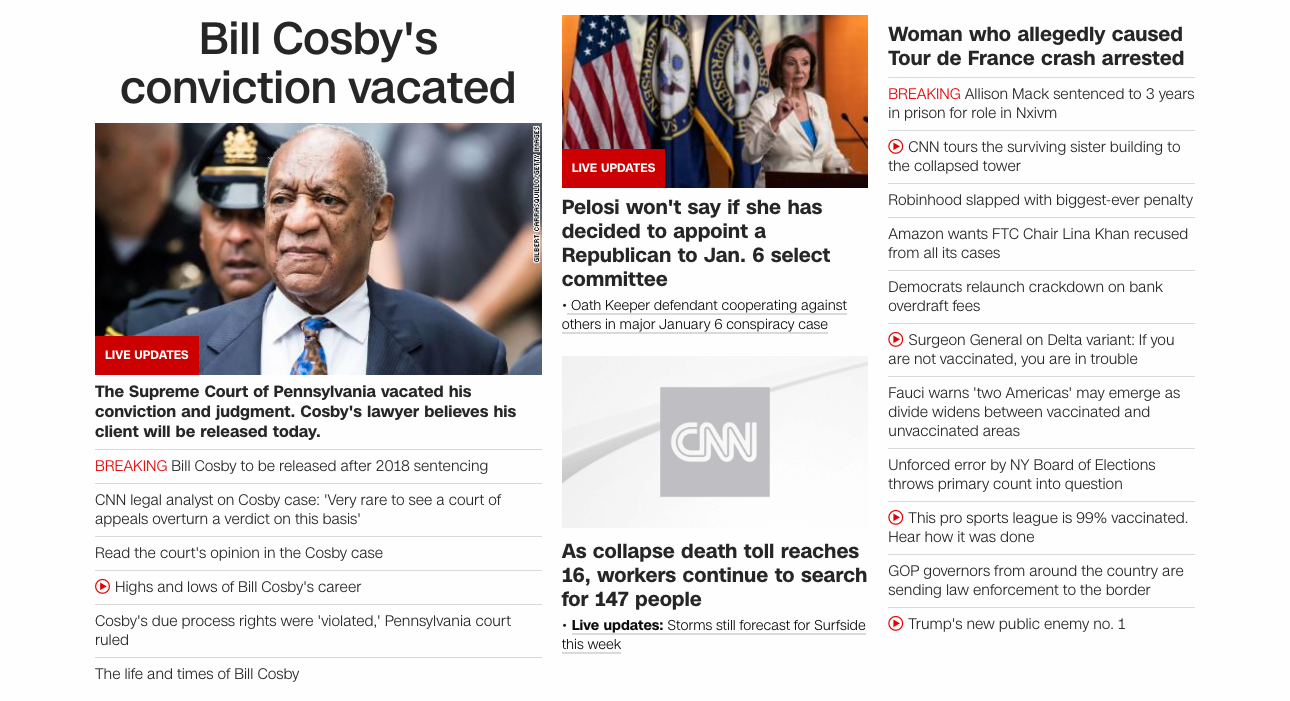 Bill Cosby's
conviction vacated
GILBERT CARRASQUILLO/GETTY IMAGES
LIVE UPDATES
The Supreme Court of Pennsylvania vacated his
conviction and judgment. Cosby's lawyer believes his
client will be released today.
BREAKING Bill Cosby to be released after 2018 sentencing
CNN legal analyst on Cosby case: 'Very rare to see a court of
appeals overturn a verdict on this basis'
Read the court's opinion in the Cosby case
Highs and lows of Bill Cosby's career
Cosby's due process rights were 'violated,' Pennsylvania court
ruled
The life and times of Bill Cosby
LIVE UPDATES
Pelosi won't say if she has
decided to appoint a
Republican to Jan. 6 select
committee
• Oath Keeper defendant cooperating against
others in major January 6 conspiracy case
CNN
As collapse death toll reaches
16, workers continue to search
for 147 people
• Live updates: Storms still forecast for Surfside
this week
Woman who allegedly caused
Tour de France crash arrested
BREAKING Allison Mack sentenced to 3 years
in prison for role in Nxivm
CNN tours the surviving sister building to
the collapsed tower
Robinhood slapped with biggest-ever penalty
Amazon wants FTC Chair Lina Khan recused
from all its cases
Democrats relaunch crackdown on bank
overdraft fees
Surgeon General on Delta variant: If you
are not vaccinated, you are in trouble
Fauci warns 'two Americas' may emerge as
divide widens between vaccinated and
unvaccinated areas
Unforced error by NY Board of Elections
throws primary count into question
This pro sports league is 99% vaccinated.
Hear how it was done
GOP governors from around the country are
sending law enforcement to the border
Trump's new public enemy no. 1